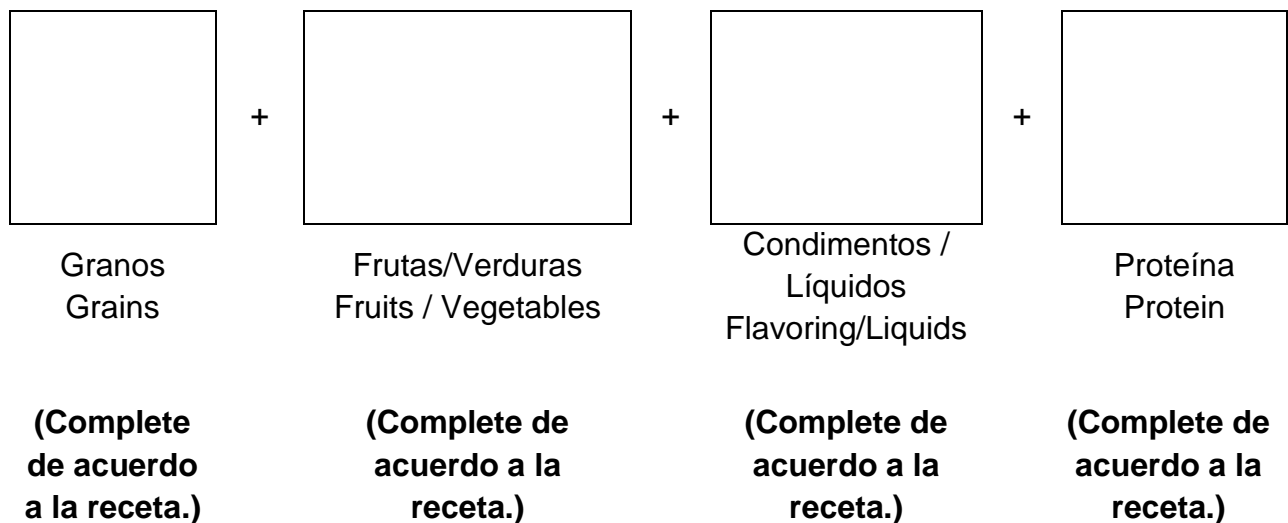 + + +
Granos
Grains
Frutas/Verduras
Fruits / Vegetables
Condimentos /
Líquidos
Flavoring/Liquids
Proteína
Protein
(Complete
de acuerdo
a la receta.)
(Complete de
acuerdo a la
receta.)
(Complete de
acuerdo a la
receta.)
(Complete de
acuerdo a la
receta.)